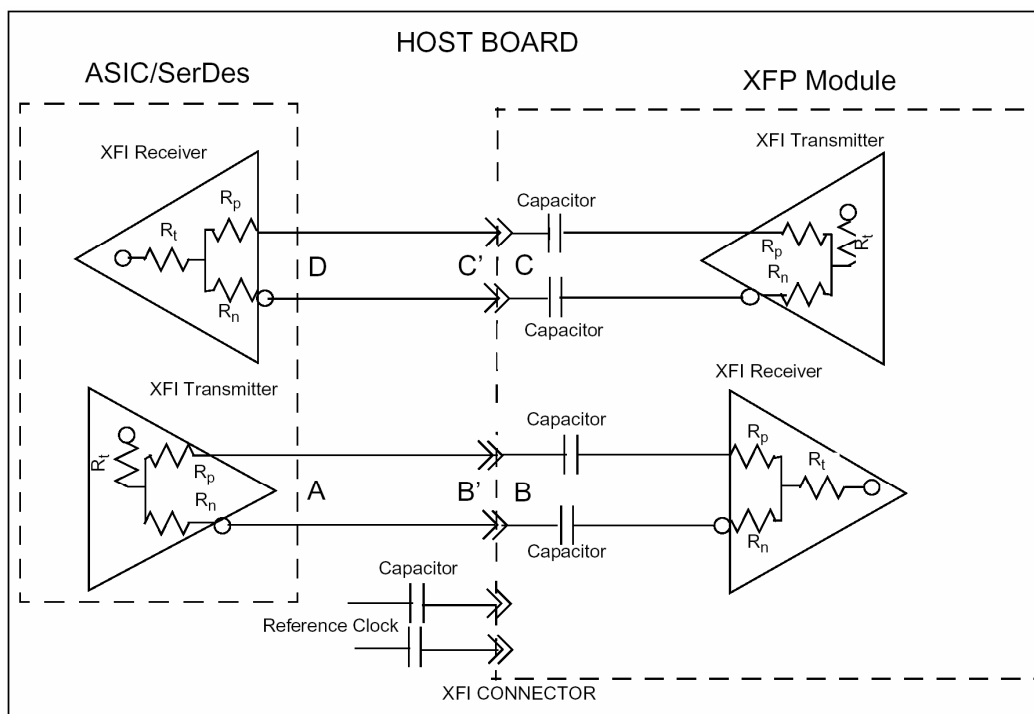 HOST BOARD
ASIC/SerDes
XFP Module
XFI Receiver
XFI Transmitter
Rp
Rt
Rn
D
C'
C
Capacitor
Capacitor
Rp
Rn
Rt
XFI Transmitter
XFI Receiver
Rt
Rp
Rn
A
B'
B
Capacitor
Capacitor
Rp
Rt
Rn
Capacitor
Reference Clock
XFI CONNECTOR